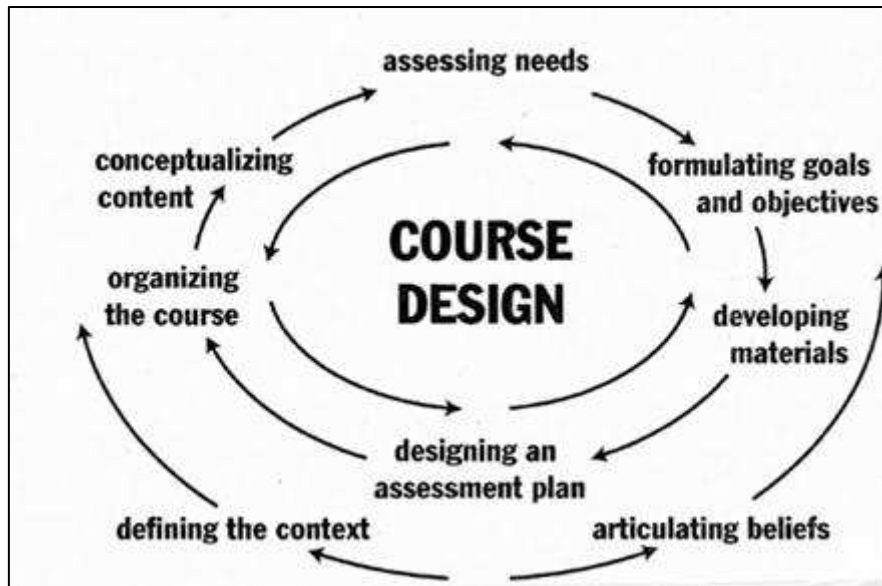 assessing needs
conceptualizing
content
formulating goals
and objectives
COURSE
DESIGN
organizing
the course
developing
materials
designing an
assessment plan
defining the context
articulating beliefs